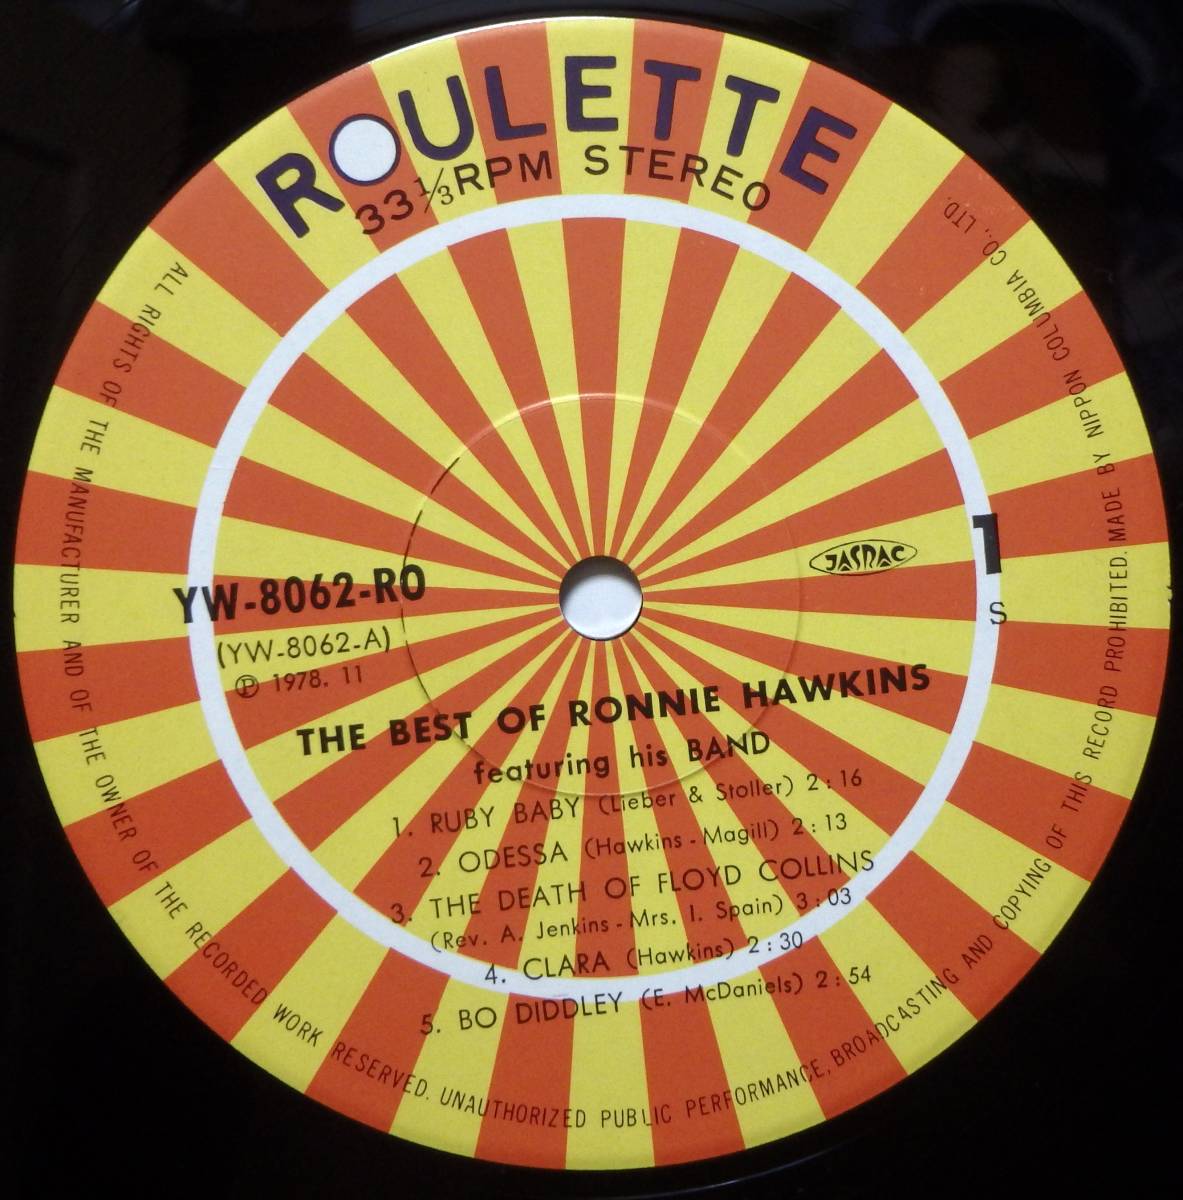 ROULETTE
33 1/3 RPM STEREO
JASRAC
1
S
YW-8062-RO
(YW-8062-A)
Ⓟ 1978. 11
THE BEST OF RONNIE HAWKINS
featuring his BAND
1. RUBY BABY (Lieber & Stoller) 2:16
2. ODESSA (Hawkins - Magill) 2:13
3. THE DEATH OF FLOYD COLLINS
(Rev. A. Jenkins - Mrs. I. Spain) 3:03
4. CLARA (Hawkins) 2:30
5. BO DIDDLEY (E. McDaniels) 2:54
ALL RIGHTS OF THE MANUFACTURER AND OF THE OWNER OF THE RECORDED WORK RESERVED. UNAUTHORIZED PUBLIC PERFORMANCE, BROADCASTING AND COPYING OF THIS RECORD PROHIBITED. MADE BY NIPPON COLUMBIA CO., LTD.